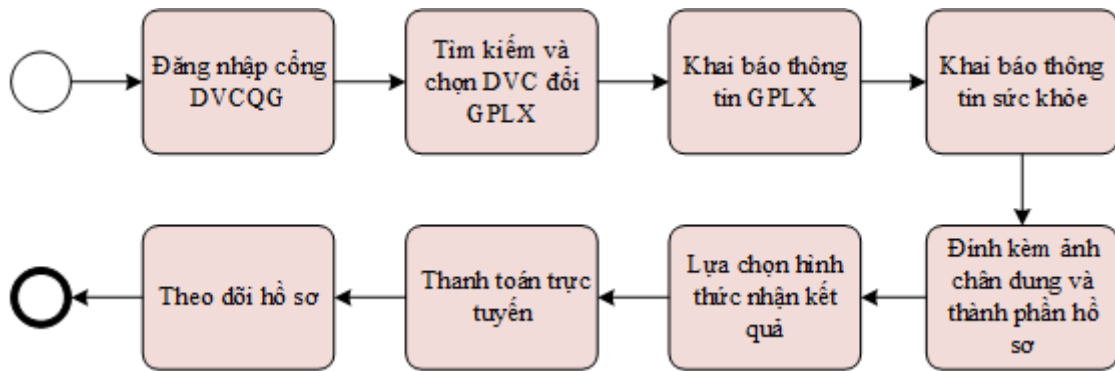 Đăng nhập cổng
DVCQG
Tìm kiếm và
chọn DVC đổi
GPLX
Khai báo thông
tin GPLX
Khai báo thông
tin sức khỏe
Đính kèm ảnh
chân dung và
thành phần hồ
sơ
Lựa chọn hình
thức nhận kết
quả
Thanh toán trực
tuyến
Theo dõi hồ sơ